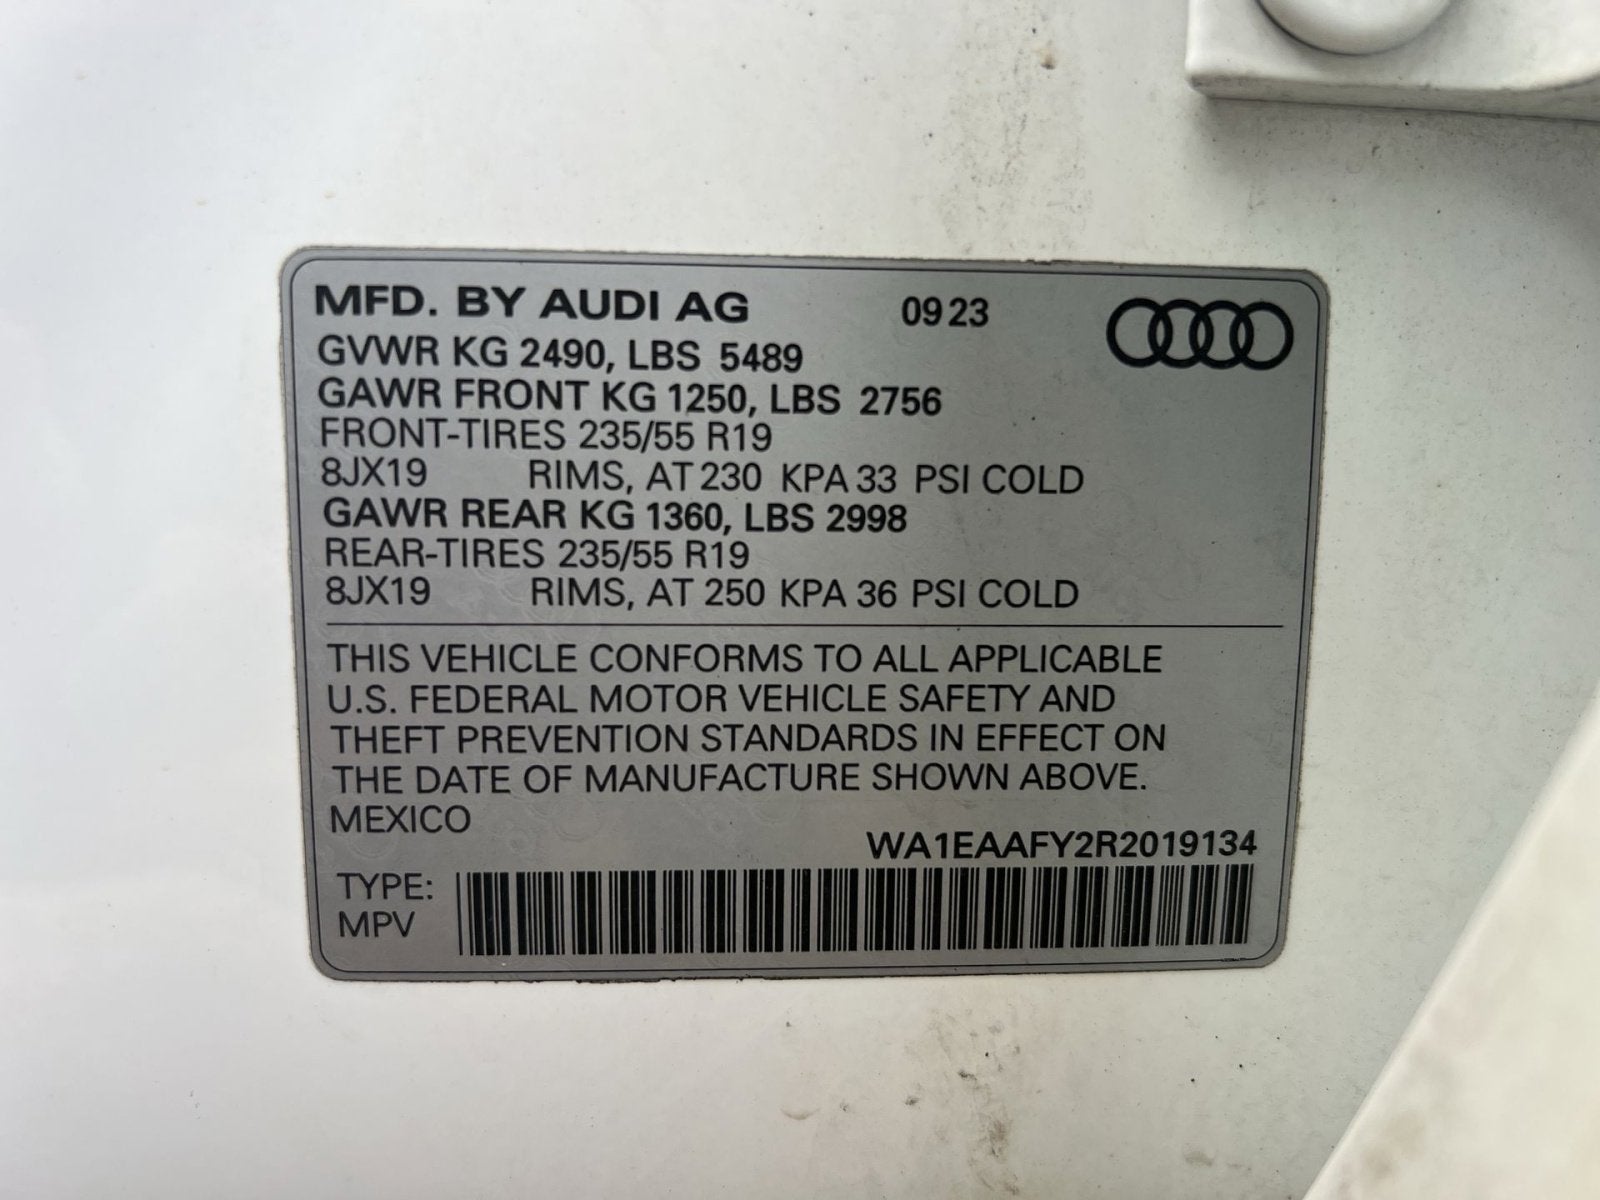 MFD. BY AUDI AG 09 23
GVWR KG 2490, LBS 5489
GAWR FRONT KG 1250, LBS 2756
FRONT-TIRES 235/55 R19
8JX19 RIMS, AT 230 KPA 33 PSI COLD
GAWR REAR KG 1360, LBS 2998
REAR-TIRES 235/55 R19
8JX19 RIMS, AT 250 KPA 36 PSI COLD
THIS VEHICLE CONFORMS TO ALL APPLICABLE
U.S. FEDERAL MOTOR VEHICLE SAFETY AND
THEFT PREVENTION STANDARDS IN EFFECT ON
THE DATE OF MANUFACTURE SHOWN ABOVE.
MEXICO
WA1EAAFY2R2019134
TYPE:
MPV